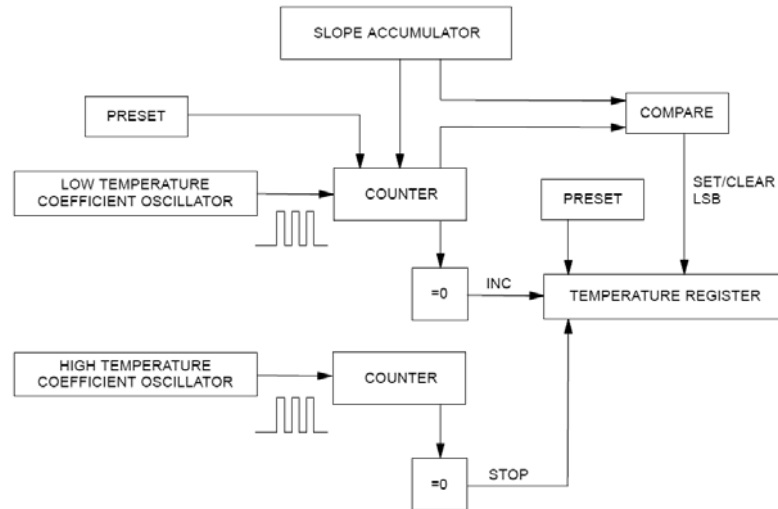 SLOPE ACCUMULATOR
PRESET
COMPARE
LOW TEMPERATURE
COEFFICIENT OSCILLATOR
COUNTER
SET/CLEAR
LSB
PRESET
=0
INC
TEMPERATURE REGISTER
HIGH TEMPERATURE
COEFFICIENT OSCILLATOR
COUNTER
=0
STOP